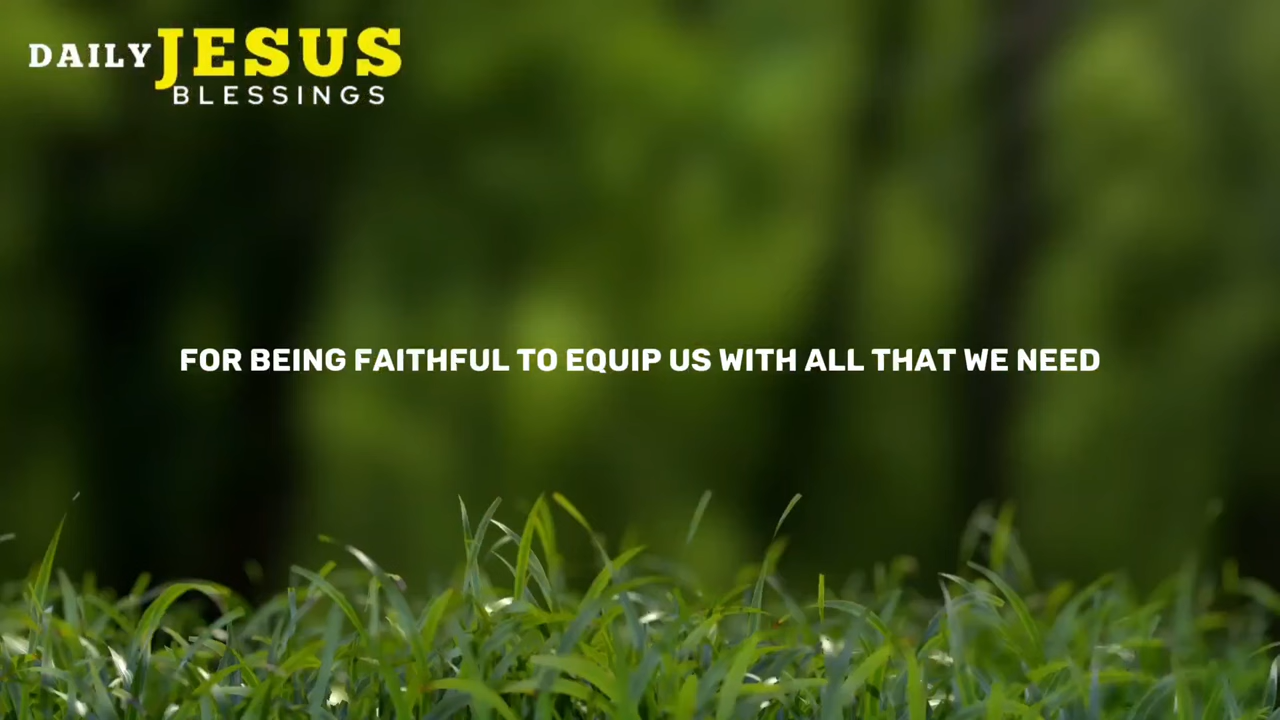 DAILY JESUS
BLESSINGS
FOR BEING FAITHFUL TO EQUIP US WITH ALL THAT WE NEED